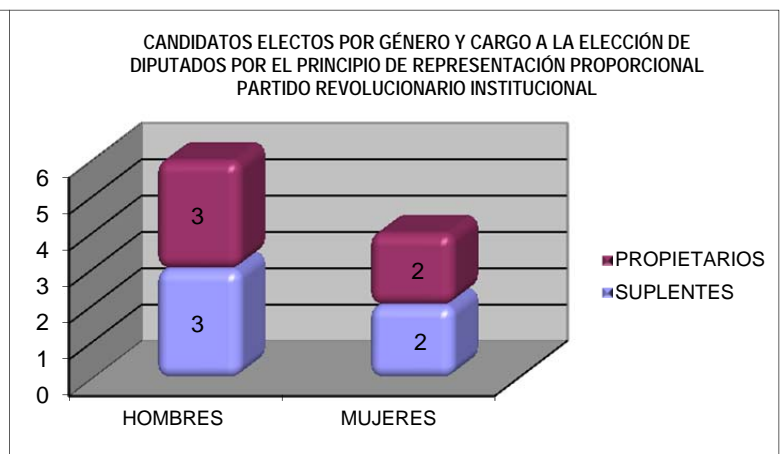 CANDIDATOS ELECTOS POR GÉNERO Y CARGO A LA ELECCIÓN DE
DIPUTADOS POR EL PRINCIPIO DE REPRESENTACIÓN PROPORCIONAL
PARTIDO REVOLUCIONARIO INSTITUCIONAL
6
5
4
3
2
1
0
3
3
2
2
HOMBRES
MUJERES
PROPIETARIOS
SUPLENTES